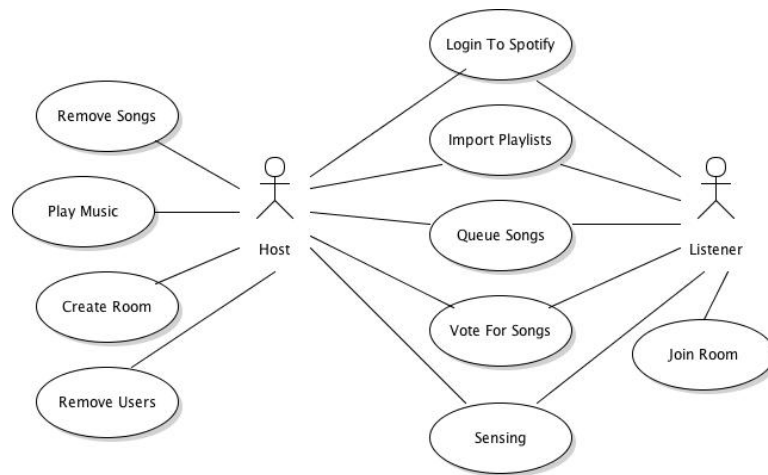 Login To Spotify
Remove Songs
Import Playlists
Play Music
Queue Songs
Host
Listener
Create Room
Vote For Songs
Join Room
Remove Users
Sensing